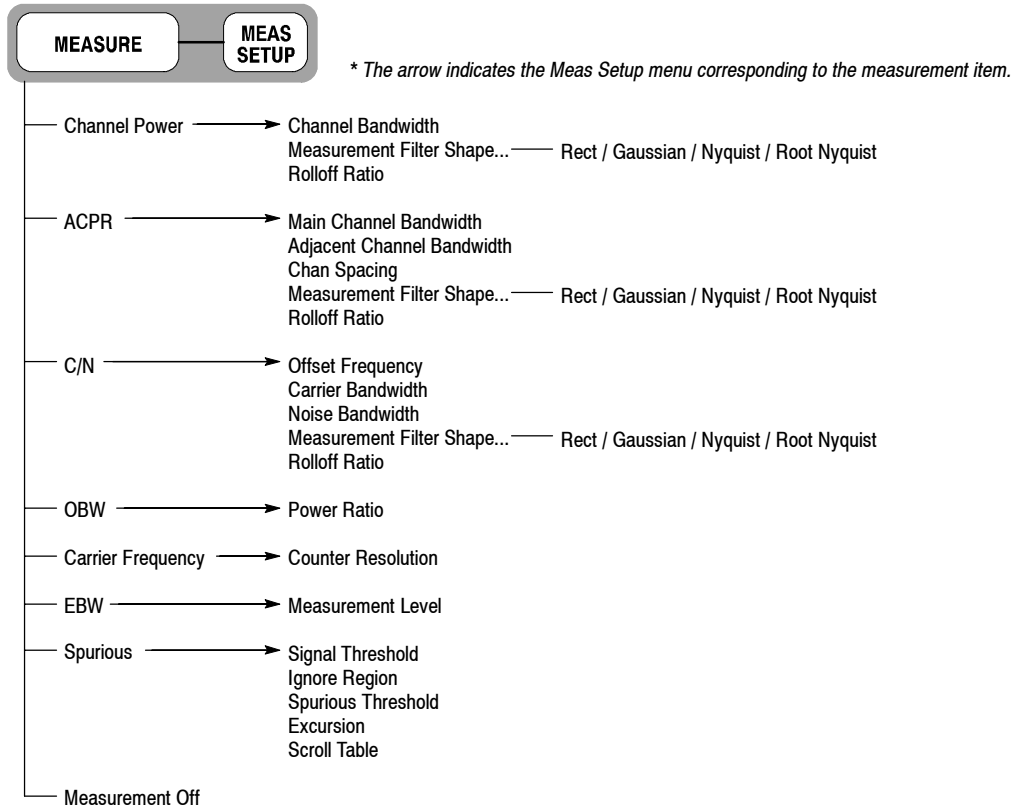 MEASURE
MEAS
SETUP
* The arrow indicates the Meas Setup menu corresponding to the measurement item.
Channel Power
Channel Bandwidth
Measurement Filter Shape... Rect / Gaussian / Nyquist / Root Nyquist
Rolloff Ratio
ACPR
Main Channel Bandwidth
Adjacent Channel Bandwidth
Chan Spacing
Measurement Filter Shape... Rect / Gaussian / Nyquist / Root Nyquist
Rolloff Ratio
C/N
Offset Frequency
Carrier Bandwidth
Noise Bandwidth
Measurement Filter Shape... Rect / Gaussian / Nyquist / Root Nyquist
Rolloff Ratio
OBW
Power Ratio
Carrier Frequency
Counter Resolution
EBW
Measurement Level
Spurious
Signal Threshold
Ignore Region
Spurious Threshold
Excursion
Scroll Table
Measurement Off